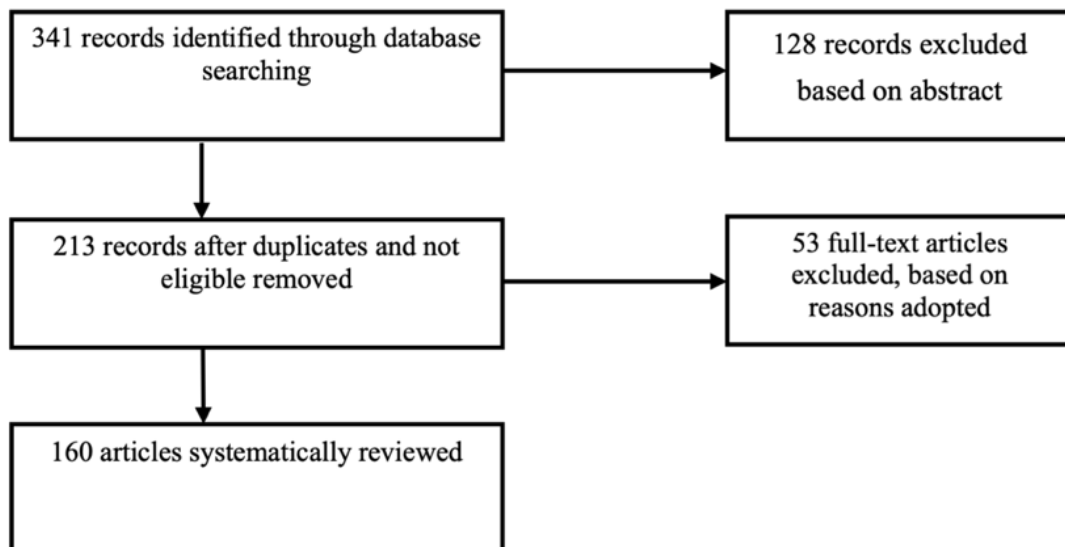 341 records identified through database
searching
128 records excluded
based on abstract
213 records after duplicates and not
eligible removed
53 full-text articles
excluded, based on
reasons adopted
160 articles systematically reviewed